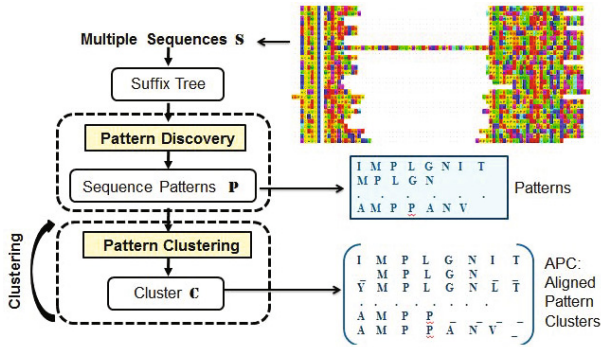 Multiple Sequences S
Suffix Tree
Pattern Discovery
Sequence Patterns P
I M P L G N I T
M P L G N
. . . . . . .
A M P P A N V
Patterns
Clustering
Pattern Clustering
Cluster C
I M P L G N I T
_ M P L G N _ _
Y M P L G N L T
. . . . . . .
A M P P _ _ _ _
A M P P A N V _
APC:
Aligned
Pattern
Clusters